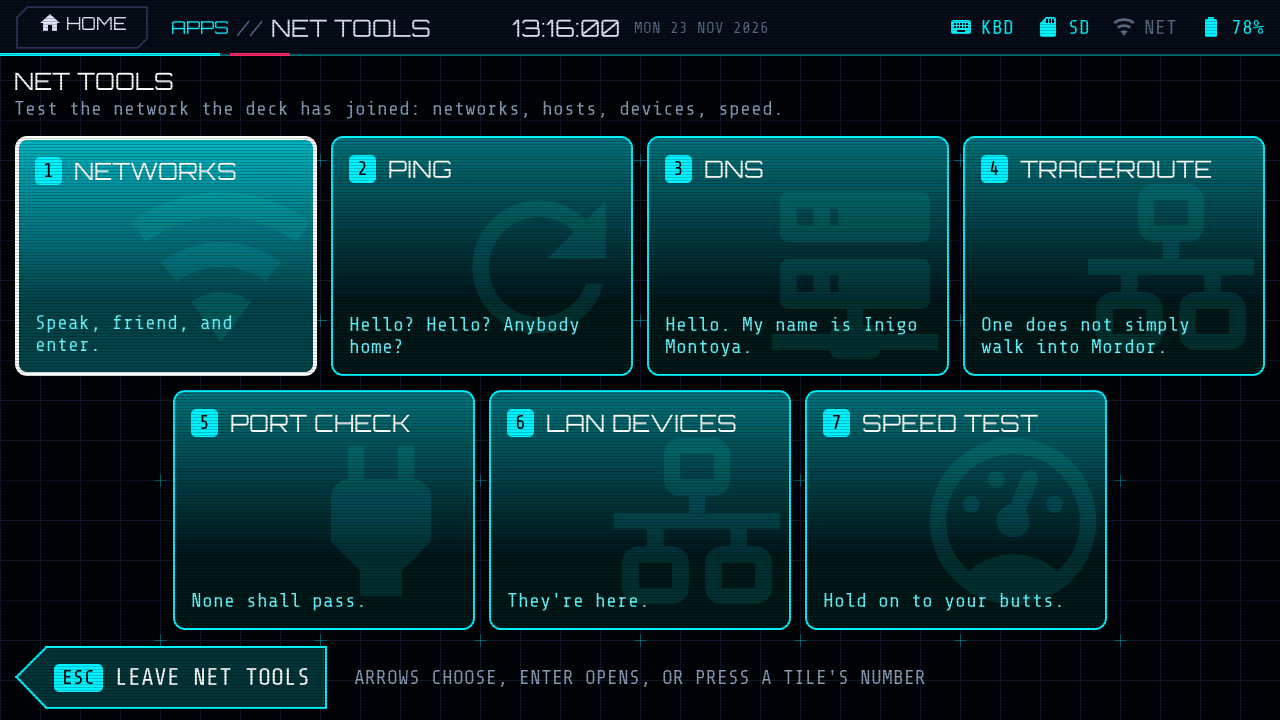 HOME
APPS // NET TOOLS
13:16:00 MON 23 NOV 2026
KBD SD NET 78%
NET TOOLS
Test the network the deck has joined: networks, hosts, devices, speed.
1 NETWORKS
Speak, friend, and
enter.
2 PING
Hello? Hello? Anybody
home?
3 DNS
Hello. My name is Inigo
Montoya.
4 TRACEROUTE
One does not simply
walk into Mordor.
5 PORT CHECK
None shall pass.
6 LAN DEVICES
They're here.
7 SPEED TEST
Hold on to your butts.
ESC LEAVE NET TOOLS
ARROWS CHOOSE, ENTER OPENS, OR PRESS A TILE'S NUMBER